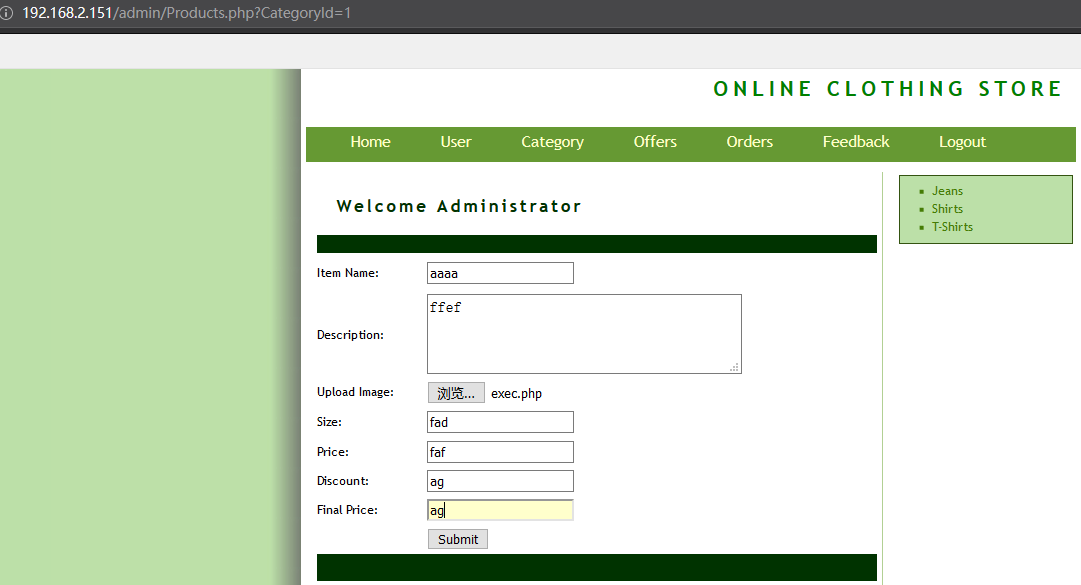 192.168.2.151/admin/Products.php?CategoryId=1
ONLINE CLOTHING STORE
Home User Category Offers Orders Feedback Logout
Jeans
Shirts
T-Shirts
Welcome Administrator
Item Name: aaaa
Description: ffef
Upload Image: 浏览... exec.php
Size: fad
Price: faf
Discount: ag
Final Price: ag
Submit